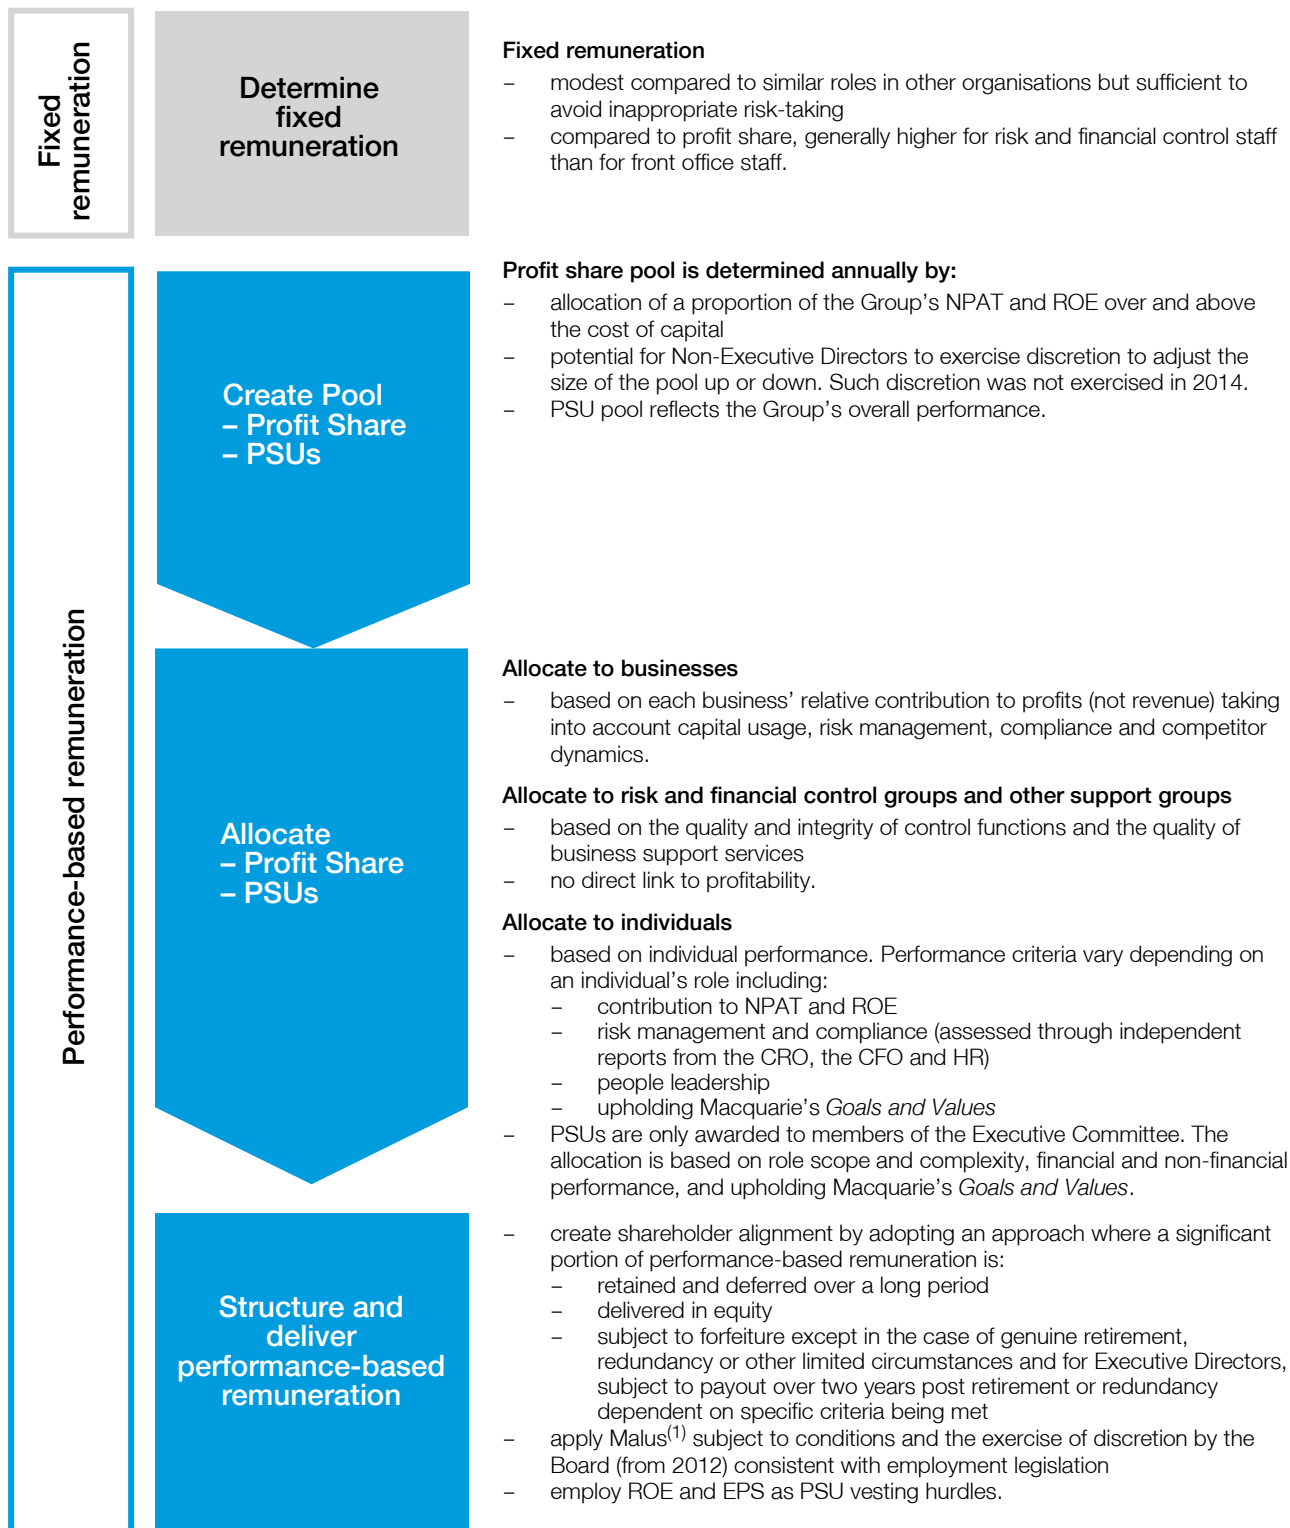 Fixed
remuneration
Determine
fixed
remuneration
Fixed remuneration
– modest compared to similar roles in other organisations but sufficient to
avoid inappropriate risk-taking
– compared to profit share, generally higher for risk and financial control staff
than for front office staff.
Performance-based remuneration
Create Pool
– Profit Share
– PSUs
Profit share pool is determined annually by:
– allocation of a proportion of the Group's NPAT and ROE over and above
the cost of capital
– potential for Non-Executive Directors to exercise discretion to adjust the
size of the pool up or down. Such discretion was not exercised in 2014.
– PSU pool reflects the Group's overall performance.
Allocate
– Profit Share
– PSUs
Allocate to businesses
– based on each business' relative contribution to profits (not revenue) taking
into account capital usage, risk management, compliance and competitor
dynamics.
Allocate to risk and financial control groups and other support groups
– based on the quality and integrity of control functions and the quality of
business support services
– no direct link to profitability.
Allocate to individuals
– based on individual performance. Performance criteria vary depending on
an individual's role including:
– contribution to NPAT and ROE
– risk management and compliance (assessed through independent
reports from the CRO, the CFO and HR)
– people leadership
– upholding Macquarie's Goals and Values
– PSUs are only awarded to members of the Executive Committee. The
allocation is based on role scope and complexity, financial and non-financial
performance, and upholding Macquarie's Goals and Values.
Structure and
deliver
performance-based
remuneration
– create shareholder alignment by adopting an approach where a significant
portion of performance-based remuneration is:
– retained and deferred over a long period
– delivered in equity
– subject to forfeiture except in the case of genuine retirement,
redundancy or other limited circumstances and for Executive Directors,
subject to payout over two years post retirement or redundancy
dependent on specific criteria being met
– apply Malus(1) subject to conditions and the exercise of discretion by the
Board (from 2012) consistent with employment legislation
– employ ROE and EPS as PSU vesting hurdles.